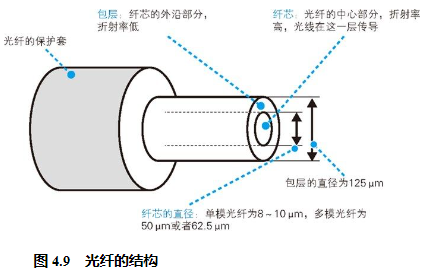 包层：纤芯的外沿部分，
折射率低
纤芯：光纤的中心部分，折射率
高，光线在这一层传导
光纤的保护套
包层的直径为125 μm
纤芯的直径：单模光纤为8～10 μm，多模光纤为
50 μm或者62.5 μm
图 4.9 光纤的结构